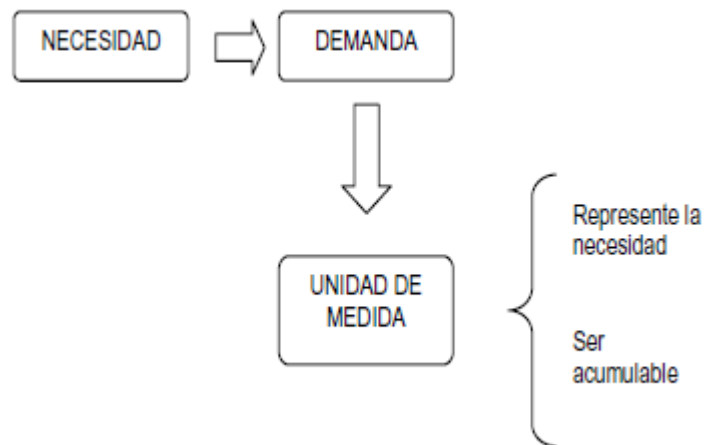 NECESIDAD
DEMANDA
UNIDAD DE
MEDIDA
Represente la
necesidad
Ser
acumulable